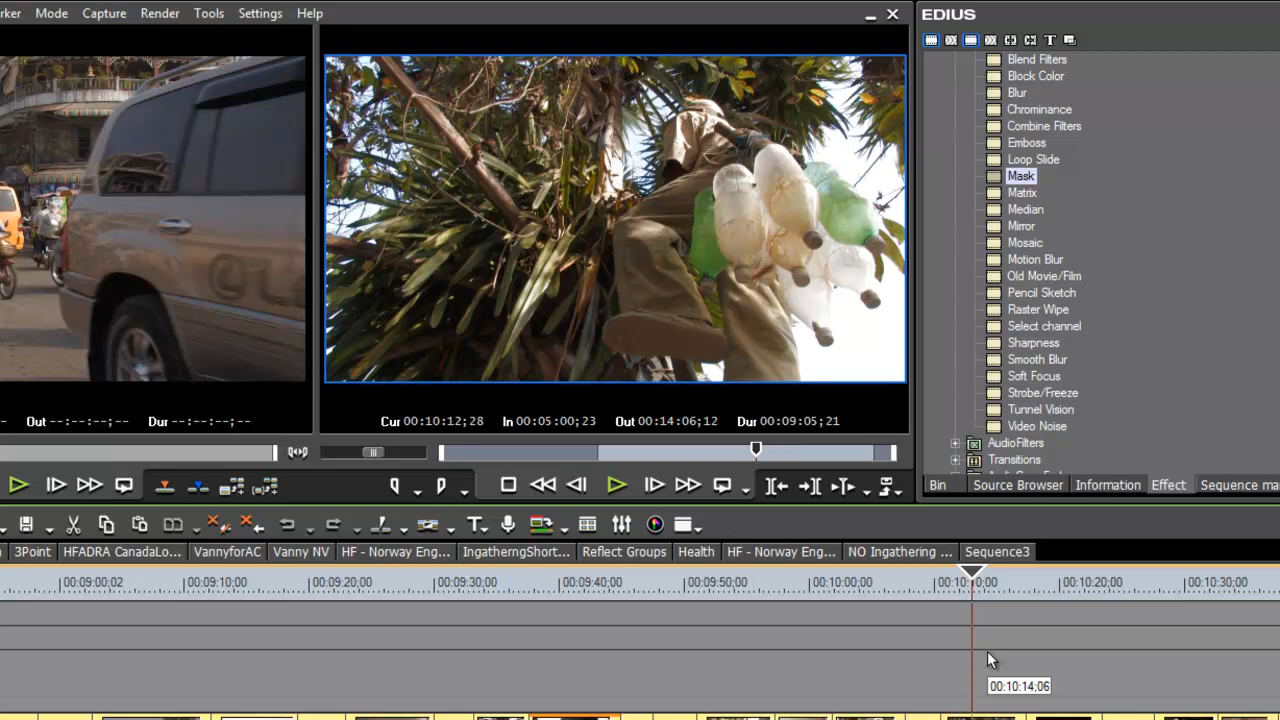 rker Mode Capture Render Tools Settings Help
EDIUS
Blend Filters
Block Color
Blur
Chrominance
Combine Filters
Emboss
Loop Slide
Mask
Matrix
Median
Mirror
Mosaic
Motion Blur
Old Movie/Film
Pencil Sketch
Raster Wipe
Select channel
Sharpness
Smooth Blur
Soft Focus
Strobe/Freeze
Tunnel Vision
Video Noise
AudioFilters
Transitions
Out --:--:--;-- Dur --:--:--;--
Cur 00:10:12;28 In 00:05:00;23 Out 00:14:06;12 Dur 00:09:05;21
Bin Source Browser Information Effect Sequence ma
3Point HFADRA CanadaLo... VannyforAC Vanny NV HF - Norway Eng... IngatherngShort... Reflect Groups Health HF - Norway Eng... NO Ingathering ... Sequence3
00:09:00;02 00:09:10;00 00:09:20;00 00:09:30;00 00:09:40;00 00:09:50;00 00:10:00;00 00:10:10;00 00:10:20;00 00:10:30;00
00:10:14;06